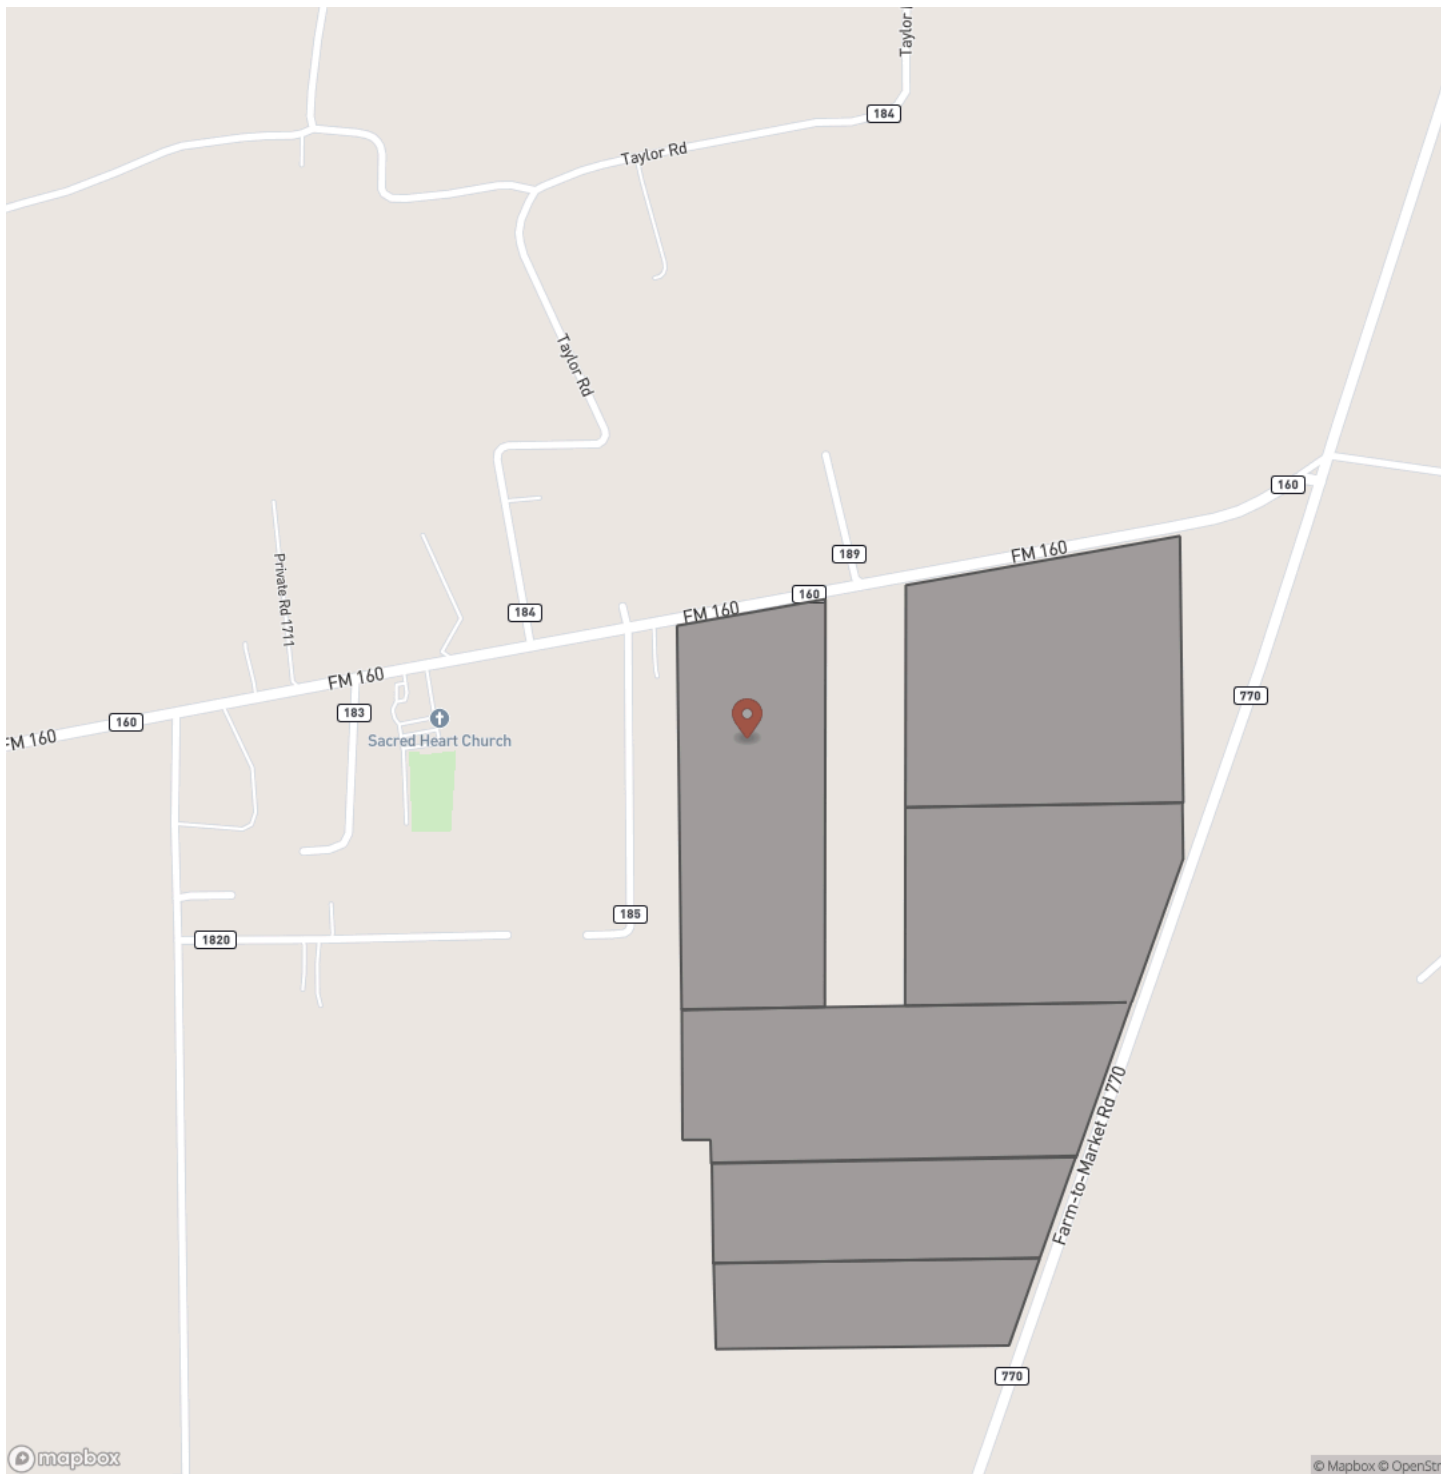 Taylor
184
Taylor Rd
Taylor Rd
160
FM 160
189
Private Rd 1711
160
184
FM 160
FM 160
770
183
160
FM 160
Sacred Heart Church
185
1820
Farm-to-Market Rd 770
770
mapbox
© Mapbox © OpenStr